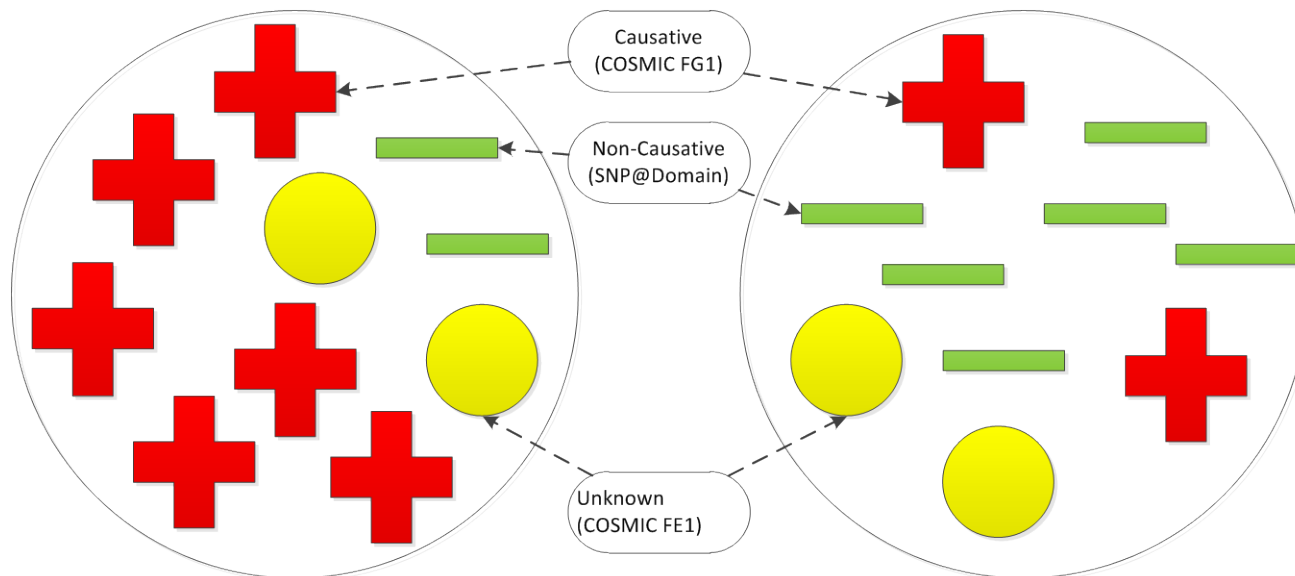 Causative
(COSMIC FG1)
Non-Causative
(SNP@Domain)
Unknown
(COSMIC FE1)